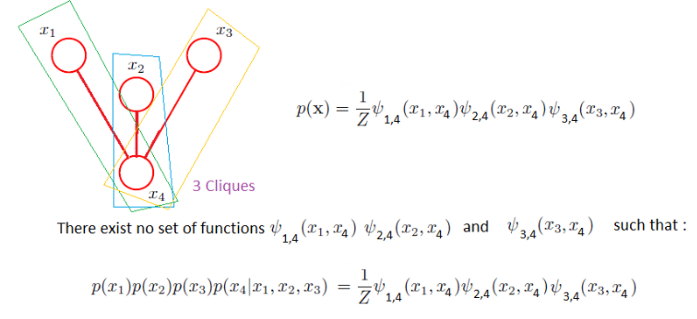 x1
x3
x2
p(x) = 1/Z ψ1,4(x1, x4)ψ2,4(x2, x4)ψ3,4(x3, x4)
3 Cliques
x4
There exist no set of functions ψ1,4(x1, x4) ψ2,4(x2, x4) and ψ3,4(x3, x4) such that :
p(x1)p(x2)p(x3)p(x4|x1, x2, x3) = 1/Z ψ1,4(x1, x4)ψ2,4(x2, x4)ψ3,4(x3, x4)